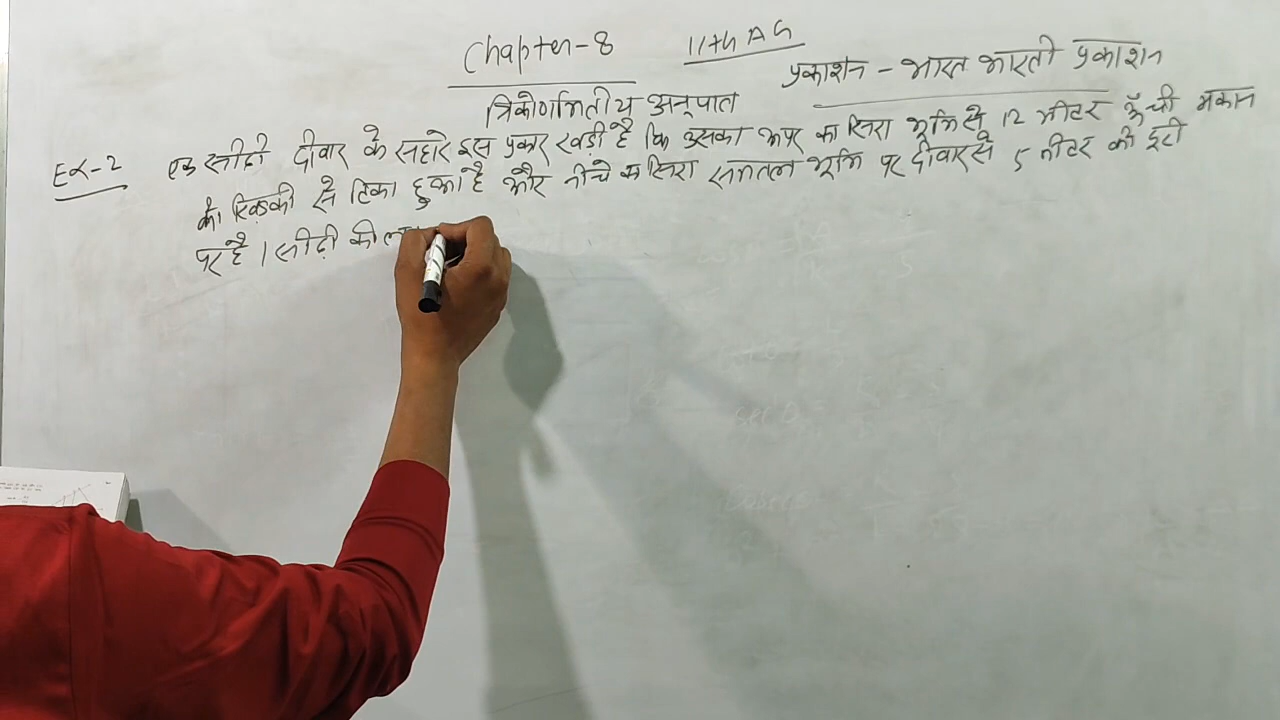 Chapter-8
11th AG
प्रकाशन - भारत भारती प्रकाशन
त्रिकोणमितीय अनुपात
Ex-2 एक सीढ़ी दीवार के सहारे इस प्रकार खडी है कि उसका ऊपर का सिरा भूमि से 12 मीटर ऊँची मकान
की खिड़की से टिका हुआ है और नीचे का सिरा समतल भूमि पर दीवार से 5 मीटर की दूरी
पर है । सीढ़ी की